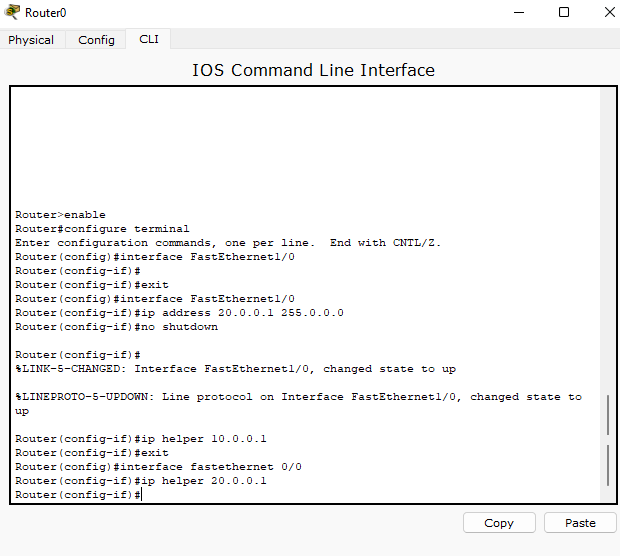 Router0
Physical Config CLI
IOS Command Line Interface
Router>enable
Router#configure terminal
Enter configuration commands, one per line.  End with CNTL/Z.
Router(config)#interface FastEthernet1/0
Router(config-if)#
Router(config-if)#exit
Router(config)#interface FastEthernet1/0
Router(config-if)#ip address 20.0.0.1 255.0.0.0
Router(config-if)#no shutdown
Router(config-if)#
%LINK-5-CHANGED: Interface FastEthernet1/0, changed state to up
%LINEPROTO-5-UPDOWN: Line protocol on Interface FastEthernet1/0, changed state to
up
Router(config-if)#ip helper 10.0.0.1
Router(config-if)#exit
Router(config)#interface fastethernet 0/0
Router(config-if)#ip helper 20.0.0.1
Router(config-if)#
Copy Paste